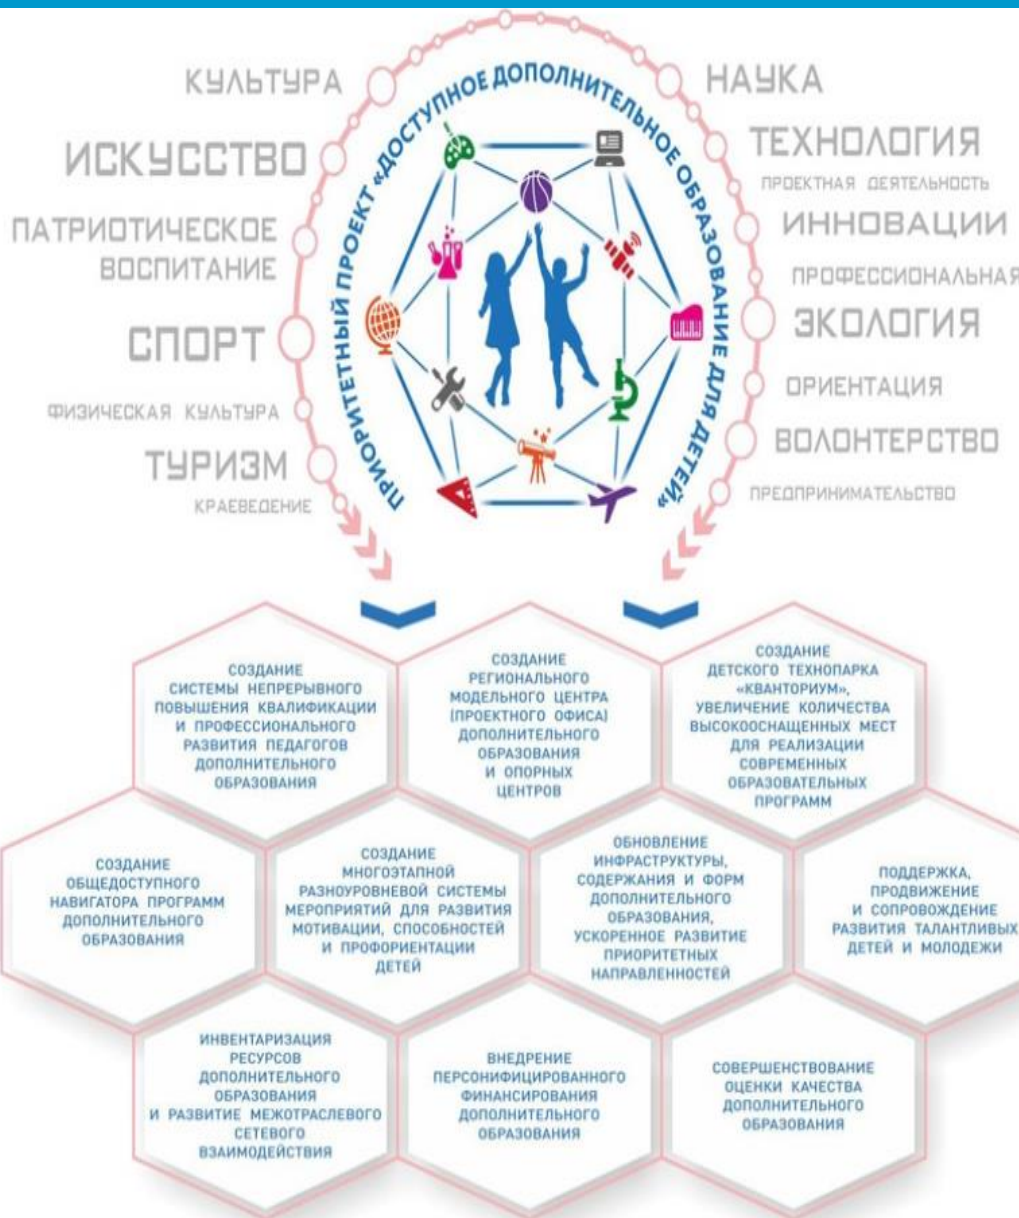 ПРИОРИТЕТНЫЙ ПРОЕКТ «ДОСТУПНОЕ ДОПОЛНИТЕЛЬНОЕ ОБРАЗОВАНИЕ ДЛЯ ДЕТЕЙ»
КУЛЬТУРА
ИСКУССТВО
ПАТРИОТИЧЕСКОЕ
ВОСПИТАНИЕ
СПОРТ
ФИЗИЧЕСКАЯ КУЛЬТУРА
ТУРИЗМ
КРАЕВЕДЕНИЕ
НАУКА
ТЕХНОЛОГИЯ
ПРОЕКТНАЯ ДЕЯТЕЛЬНОСТЬ
ИННОВАЦИИ
ПРОФЕССИОНАЛЬНАЯ
ЭКОЛОГИЯ
ОРИЕНТАЦИЯ
ВОЛОНТЕРСТВО
ПРЕДПРИНИМАТЕЛЬСТВО
СОЗДАНИЕ
СИСТЕМЫ НЕПРЕРЫВНОГО
ПОВЫШЕНИЯ КВАЛИФИКАЦИИ
И ПРОФЕССИОНАЛЬНОГО
РАЗВИТИЯ ПЕДАГОГОВ
ДОПОЛНИТЕЛЬНОГО
ОБРАЗОВАНИЯ
СОЗДАНИЕ
РЕГИОНАЛЬНОГО
МОДЕЛЬНОГО ЦЕНТРА
(ПРОЕКТНОГО ОФИСА)
ДОПОЛНИТЕЛЬНОГО
ОБРАЗОВАНИЯ
И ОПОРНЫХ
ЦЕНТРОВ
СОЗДАНИЕ
ДЕТСКОГО ТЕХНОПАРКА
«КВАНТОРИУМ»,
УВЕЛИЧЕНИЕ КОЛИЧЕСТВА
ВЫСОКООСНАЩЕННЫХ МЕСТ
ДЛЯ РЕАЛИЗАЦИИ
СОВРЕМЕННЫХ
ОБРАЗОВАТЕЛЬНЫХ
ПРОГРАММ
СОЗДАНИЕ
ОБЩЕДОСТУПНОГО
НАВИГАТОРА ПРОГРАММ
ДОПОЛНИТЕЛЬНОГО
ОБРАЗОВАНИЯ
СОЗДАНИЕ
МНОГОЭТАПНОЙ
РАЗНОУРОВНЕВОЙ СИСТЕМЫ
МЕРОПРИЯТИЙ ДЛЯ РАЗВИТИЯ
МОТИВАЦИИ, СПОСОБНОСТЕЙ
И ПРОФОРИЕНТАЦИИ
ДЕТЕЙ
ОБНОВЛЕНИЕ
ИНФРАСТРУКТУРЫ,
СОДЕРЖАНИЯ И ФОРМ
ДОПОЛНИТЕЛЬНОГО
ОБРАЗОВАНИЯ,
УСКОРЕННОЕ РАЗВИТИЕ
ПРИОРИТЕТНЫХ
НАПРАВЛЕННОСТЕЙ
ПОДДЕРЖКА,
ПРОДВИЖЕНИЕ
И СОПРОВОЖДЕНИЕ
РАЗВИТИЯ ТАЛАНТЛИВЫХ
ДЕТЕЙ И МОЛОДЕЖИ
ИНВЕНТАРИЗАЦИЯ
РЕСУРСОВ
ДОПОЛНИТЕЛЬНОГО
ОБРАЗОВАНИЯ
И РАЗВИТИЕ МЕЖОТРАСЛЕВОГО
СЕТЕВОГО
ВЗАИМОДЕЙСТВИЯ
ВНЕДРЕНИЕ
ПЕРСОНИФИЦИРОВАННОГО
ФИНАНСИРОВАНИЯ
ДОПОЛНИТЕЛЬНОГО
ОБРАЗОВАНИЯ
СОВЕРШЕНСТВОВАНИЕ
ОЦЕНКИ КАЧЕСТВА
ДОПОЛНИТЕЛЬНОГО
ОБРАЗОВАНИЯ